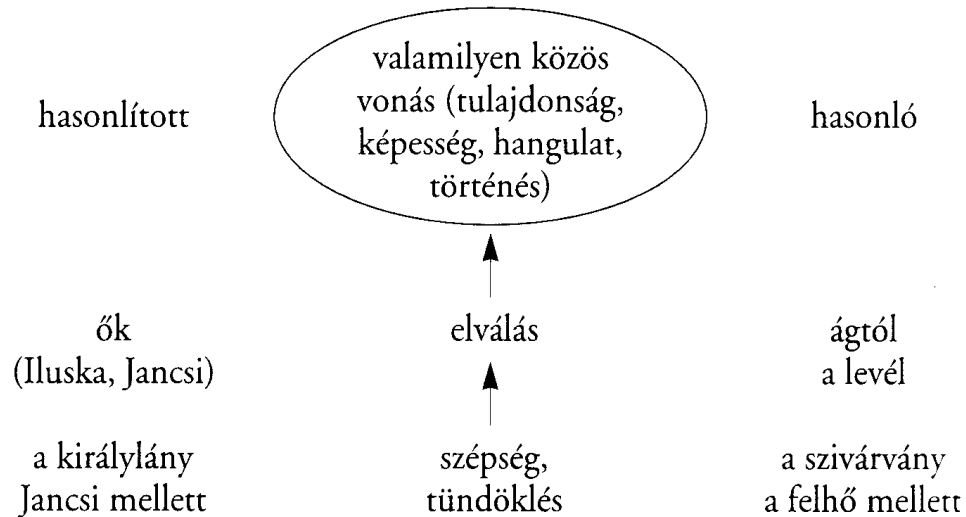 hasonlított
valamilyen közös
vonás (tulajdonság,
képesség, hangulat,
történés)
hasonló
ők
(Iluska, Jancsi)
elválás
ágtól
a levél
a királylány
Jancsi mellett
szépség,
tündöklés
a szivárvány
a felhő mellett